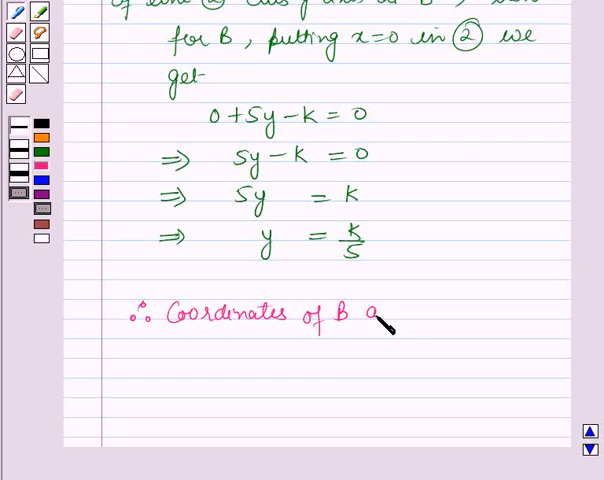 for B, putting x=0 in ② we
get
0+5y-k = 0
⇒ 5y-k = 0
⇒ 5y = k
⇒ y = k/5
∴ Coordinates of B a